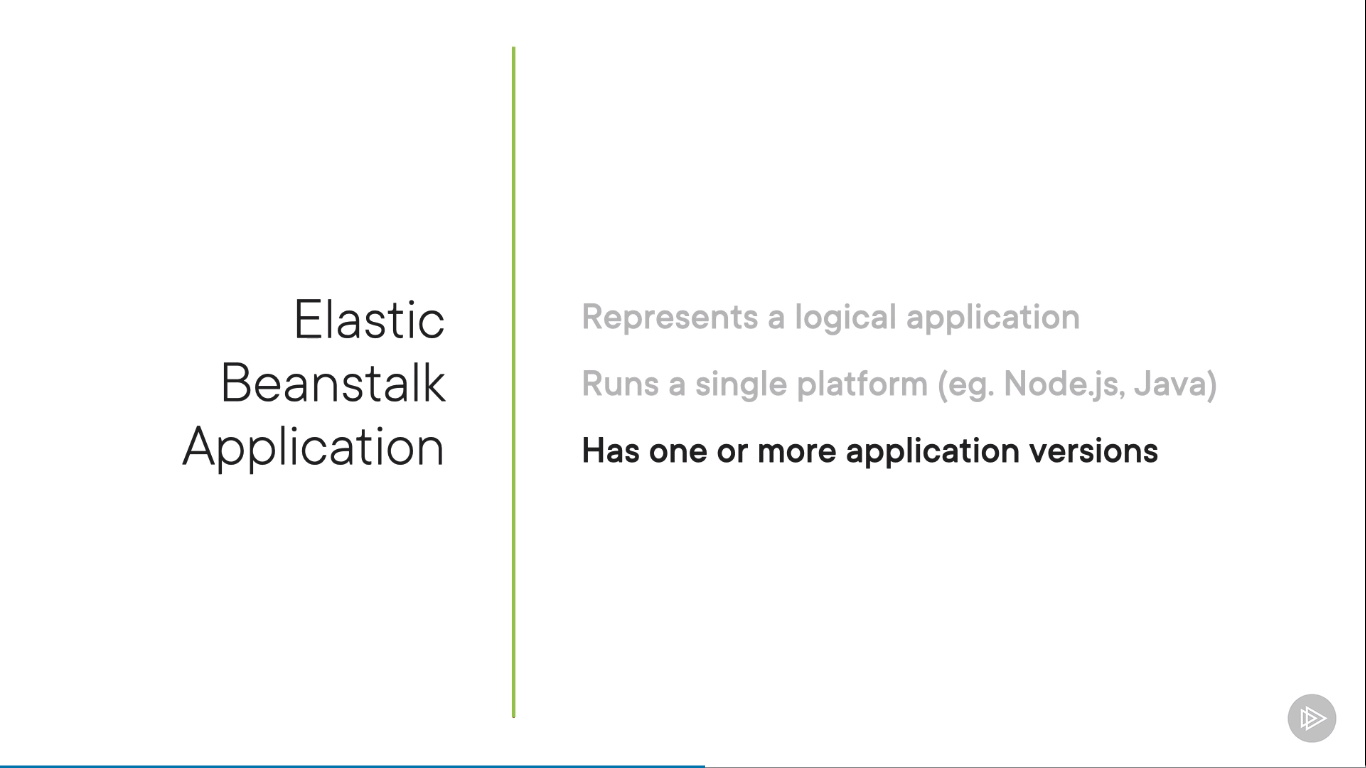 Elastic
Beanstalk
Application
Represents a logical application
Runs a single platform (eg. Node.js, Java)
Has one or more application versions